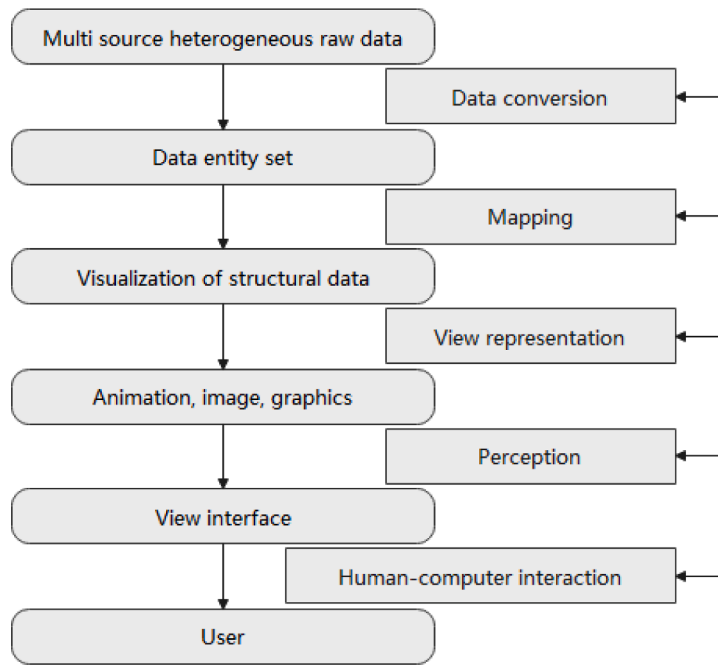 Multi source heterogeneous raw data
Data conversion
Data entity set
Mapping
Visualization of structural data
View representation
Animation, image, graphics
Perception
View interface
Human-computer interaction
User